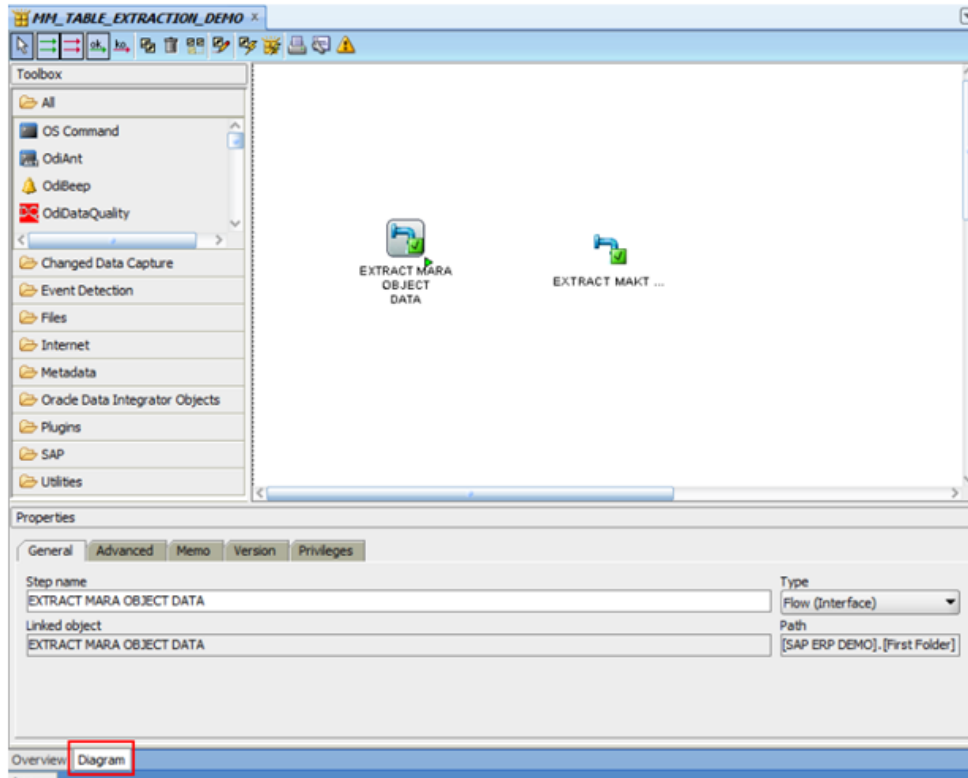 MM_TABLE_EXTRACTION_DEMO
ok
ko
Toolbox
All
OS Command
OdiAnt
OdiBeep
OdiDataQuality
Changed Data Capture
Event Detection
Files
Internet
Metadata
Oracle Data Integrator Objects
Plugins
SAP
Utilities
EXTRACT MARA
OBJECT
DATA
EXTRACT MAKT ...
Properties
General Advanced Memo Version Privileges
Step name Type
EXTRACT MARA OBJECT DATA Flow (Interface)
Linked object Path
EXTRACT MARA OBJECT DATA [SAP ERP DEMO].[First Folder]
Overview Diagram